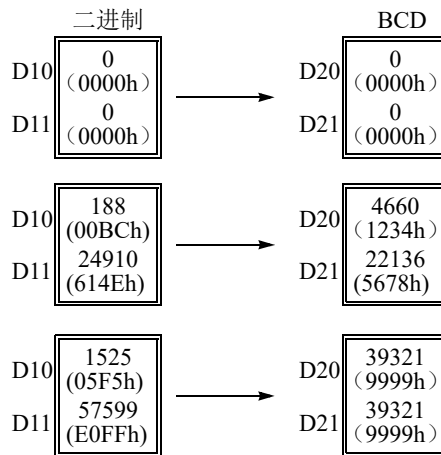 二进制 BCD
D10 0 (0000h) D20 0 (0000h)
D11 0 (0000h) D21 0 (0000h)
D10 188 (00BCh) D20 4660 (1234h)
D11 24910 (614Eh) D21 22136 (5678h)
D10 1525 (05F5h) D20 39321 (9999h)
D11 57599 (E0FFh) D21 39321 (9999h)